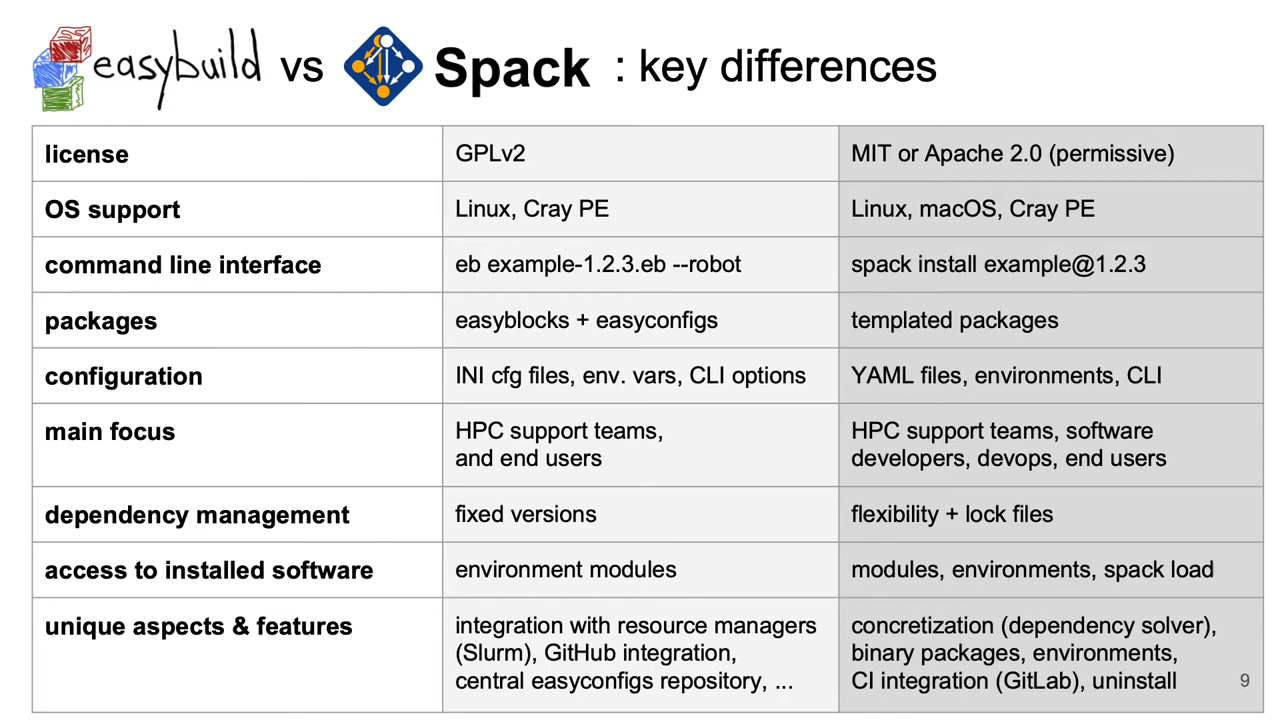 easybuild vs Spack : key differences
license GPLv2 MIT or Apache 2.0 (permissive)
OS support Linux, Cray PE Linux, macOS, Cray PE
command line interface eb example-1.2.3.eb --robot spack install example@1.2.3
packages easyblocks + easyconfigs templated packages
configuration INI cfg files, env. vars, CLI options YAML files, environments, CLI
main focus HPC support teams, HPC support teams, software
and end users developers, devops, end users
dependency management fixed versions flexibility + lock files
access to installed software environment modules modules, environments, spack load
unique aspects & features integration with resource managers concretization (dependency solver),
(Slurm), GitHub integration, binary packages, environments,
central easyconfigs repository, ... CI integration (GitLab), uninstall
9